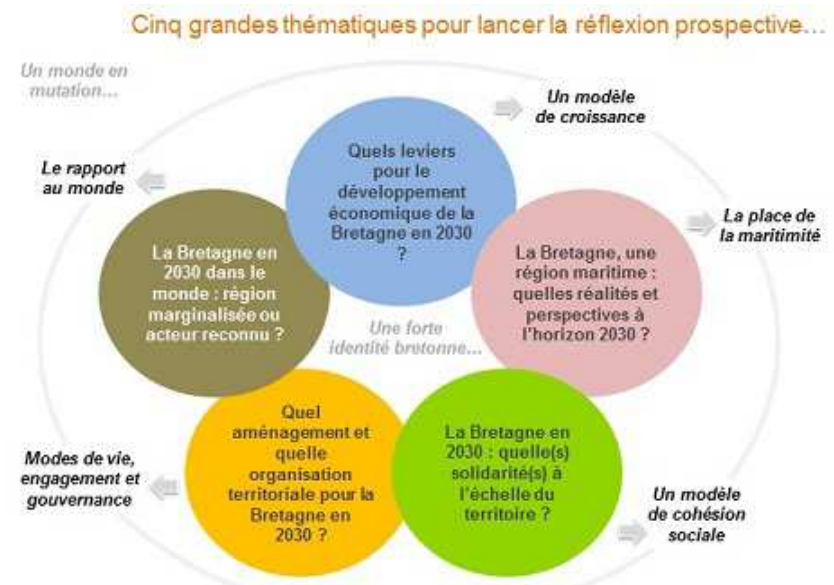 Cinq grandes thématiques pour lancer la réflexion prospective…
Un monde en
mutation…
Un modèle
de croissance
Quels leviers
pour le
développement
économique de la
Bretagne en 2030
?
Le rapport
au monde
La Bretagne en
2030 dans le
monde : région
marginalisée ou
acteur reconnu ?
La place de
la maritimité
La Bretagne, une
région maritime :
quelles réalités et
perspectives à
l'horizon 2030 ?
Une forte
identité bretonne…
Quel
aménagement et
quelle
organisation
territoriale pour la
Bretagne en
2030 ?
La Bretagne en
2030 : quelle(s)
solidarité(s) à
l'échelle du
territoire ?
Modes de vie,
engagement et
gouvernance
Un modèle
de cohésion
sociale